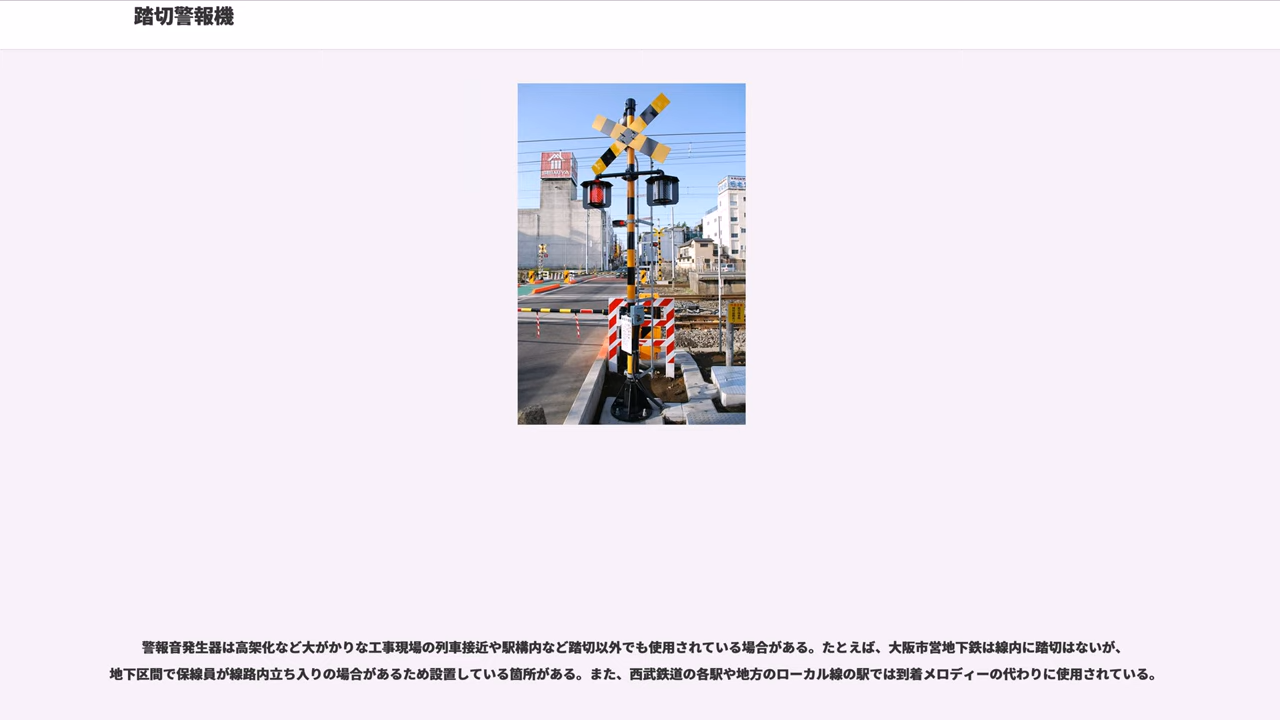 踏切警報機
警報音発生器は高架化など大がかりな工事現場の列車接近や駅構内など踏切以外でも使用されている場合がある。たとえば、大阪市営地下鉄は線内に踏切はないが、
地下区間で保線員が線路内立ち入りの場合があるため設置している箇所がある。また、西武鉄道の各駅や地方のローカル線の駅では到着メロディーの代わりに使用されている。